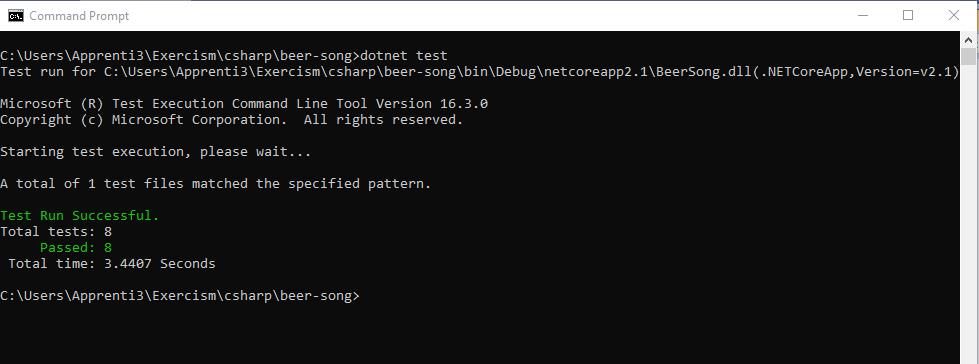 Command Prompt
C:\Users\Apprenti3\Exercism\csharp\beer-song>dotnet test
Test run for C:\Users\Apprenti3\Exercism\csharp\beer-song\bin\Debug\netcoreapp2.1\BeerSong.dll(.NETCoreApp,Version=v2.1)
Microsoft (R) Test Execution Command Line Tool Version 16.3.0
Copyright (c) Microsoft Corporation.  All rights reserved.
Starting test execution, please wait...
A total of 1 test files matched the specified pattern.
Test Run Successful.
Total tests: 8
     Passed: 8
 Total time: 3.4407 Seconds
C:\Users\Apprenti3\Exercism\csharp\beer-song>